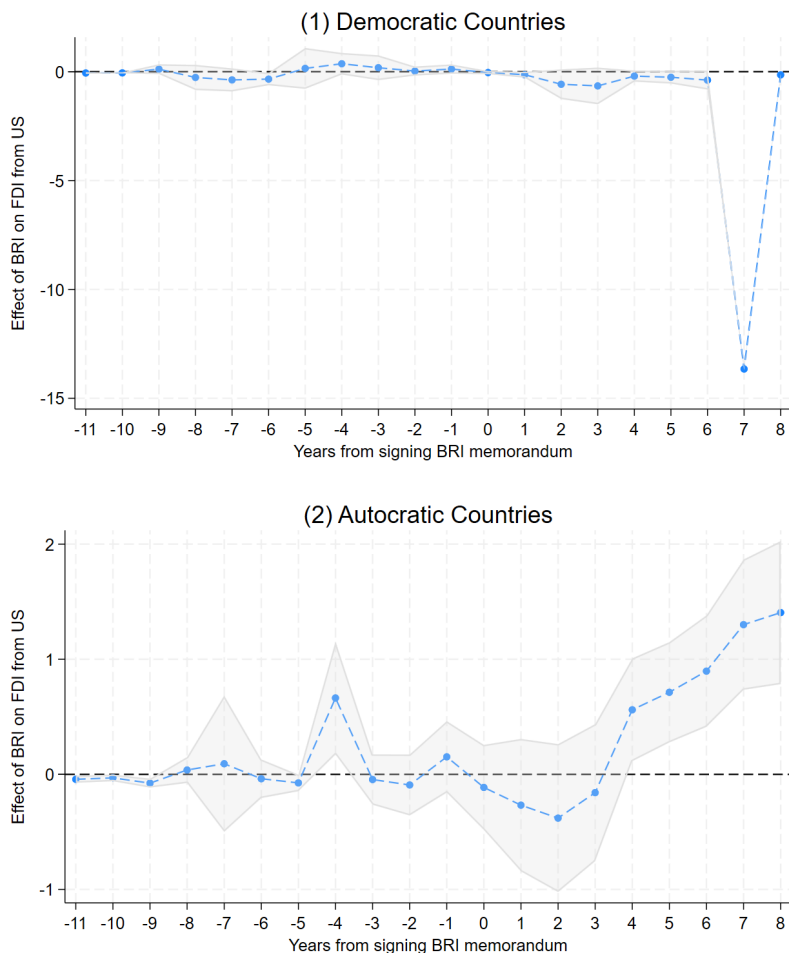 (1) Democratic Countries
Effect of BRI on FDI from US
0
-5
-10
-15
-11 -10 -9 -8 -7 -6 -5 -4 -3 -2 -1 0 1 2 3 4 5 6 7 8
Years from signing BRI memorandum
(2) Autocratic Countries
Effect of BRI on FDI from US
2
1
0
-1
-11 -10 -9 -8 -7 -6 -5 -4 -3 -2 -1 0 1 2 3 4 5 6 7 8
Years from signing BRI memorandum